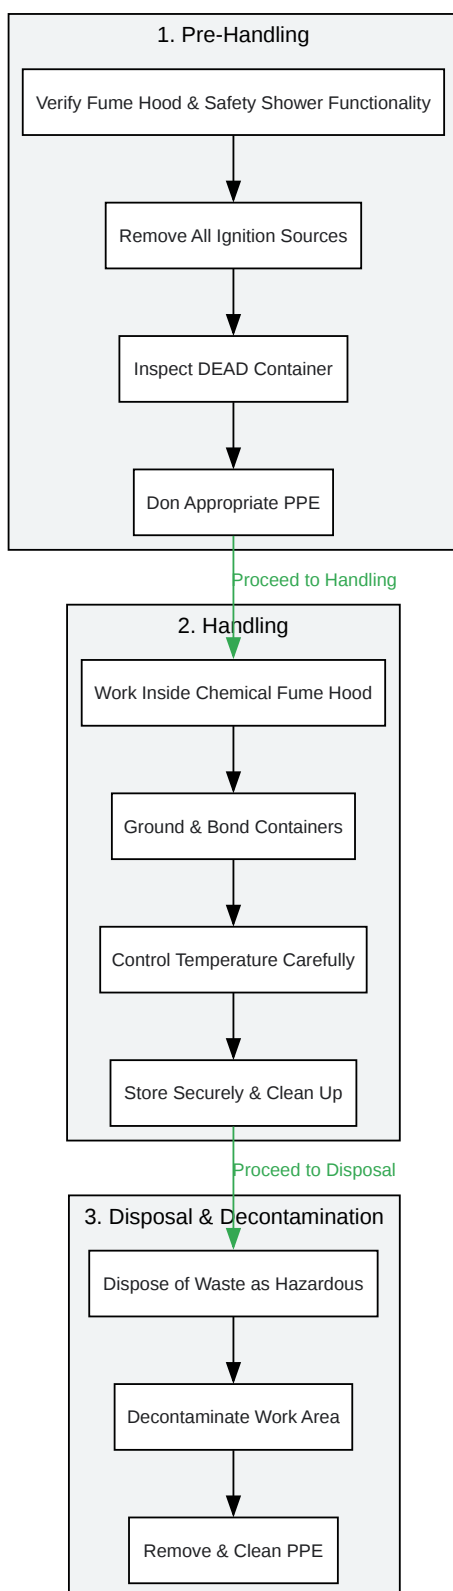 1. Pre-Handling
Verify Fume Hood & Safety Shower Functionality
Remove All Ignition Sources
Inspect DEAD Container
Don Appropriate PPE
Proceed to Handling
2. Handling
Work Inside Chemical Fume Hood
Ground & Bond Containers
Control Temperature Carefully
Store Securely & Clean Up
Proceed to Disposal
3. Disposal & Decontamination
Dispose of Waste as Hazardous
Decontaminate Work Area
Remove & Clean PPE